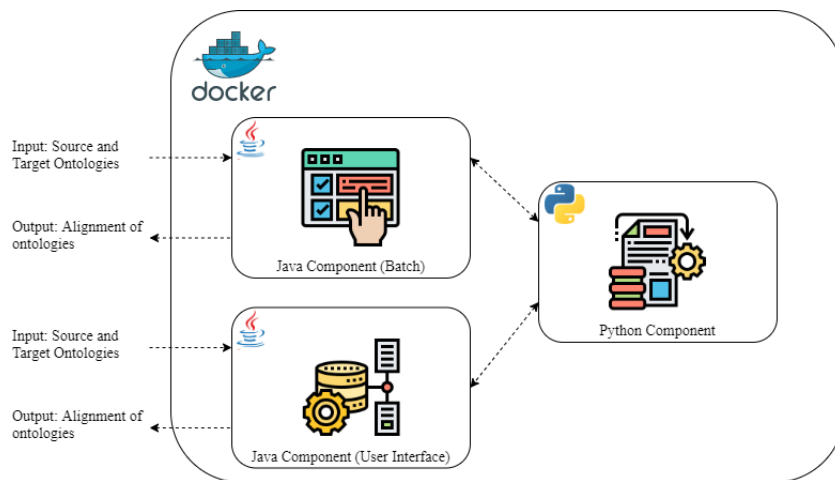 docker
Input: Source and
Target Ontologies
Output: Alignment of
ontologies
Java Component (Batch)
Python Component
Input: Source and
Target Ontologies
Output: Alignment of
ontologies
Java Component (User Interface)